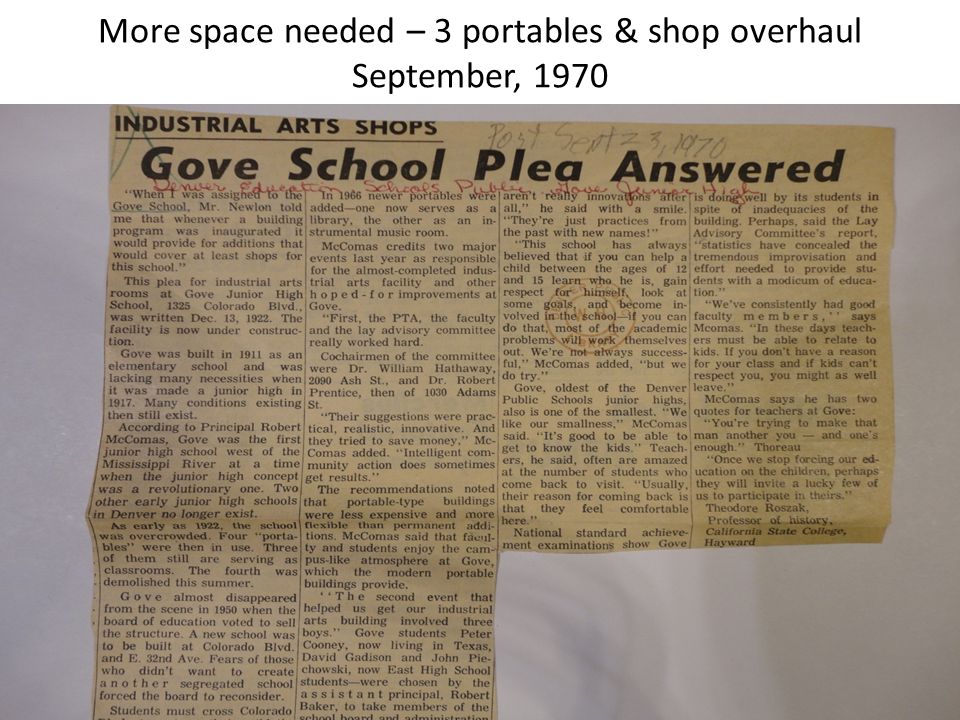 More space needed – 3 portables & shop overhaul
September, 1970
INDUSTRIAL ARTS SHOPS
Post Sept 23, 1970
Gove School Plea Answered
Denver Education Schools Public - Gove Junior High
"When I was assigned to the
Gove School, Mr. Newlon told
me that whenever a building
program was inaugurated it
would provide for additions that
would cover at least shops for
this school."
This plea for industrial arts
rooms at Gove Junior High
School, 1325 Colorado Blvd.,
was written Dec. 13, 1922. The
facility is now under construc-
tion.
Gove was built in 1911 as an
elementary school and was
lacking many necessities when
it was made a junior high in
1917. Many conditions existing
then still exist.
According to Principal Robert
McComas, Gove was the first
junior high school west of the
Mississippi River at a time
when the junior high concept
was a revolutionary one. Two
other early junior high schools
in Denver no longer exist.
As early as 1922, the school
was overcrowded. Four "porta-
bles" were then in use. Three
of them still are serving as
classrooms. The fourth was
demolished this summer.
Gove almost disappeared
from the scene in 1950 when the
board of education voted to sell
the structure. A new school was
to be built at Colorado Blvd.
and E. 32nd Ave. Fears of those
who didn't want to create
another segregated school
forced the board to reconsider.
Students must cross Colorado
In 1966 newer portables were
added—one now serves as a
library, the other as an in-
strumental music room.
McComas credits two major
events last year as responsible
for the almost-completed indus-
trial arts facility and other
hoped-for improvements at
Gove.
"First, the PTA, the faculty
and the lay advisory committee
really worked hard.
Cochairmen of the committee
were Dr. William Hathaway,
2090 Ash St., and Dr. Robert
Prentice, then of 1030 Adams
St.
"Their suggestions were prac-
tical, realistic, innovative. And
they tried to save money," Mc-
Comas added. "Intelligent com-
munity action does sometimes
get results."
The recommendations noted
that portable-type buildings
were less expensive and more
flexible than permanent addi-
tions. McComas said that facul-
ty and students enjoy the cam-
pus-like atmosphere at Gove,
which the modern portable
buildings provide.
''The second event that
helped us get our industrial
arts building involved three
boys." Gove students Peter
Cooney, now living in Texas,
David Gadison and John Pie-
chowski, now East High School
students—were chosen by the
assistant principal, Robert
Baker, to take members of the
school board and administration
aren't really innovations after
all," he said with a smile.
"They're just practices from
the past with new names!"
"This school has always
believed that if you can help a
child between the ages of 12
and 15 learn who he is, gain
respect for himself, look at
some goals, and become in-
volved in the school—if you can
do that, most of the academic
problems will work themselves
out. We're not always success-
ful," McComas added, "but we
do try."
Gove, oldest of the Denver
Public Schools junior highs,
also is one of the smallest. "We
like our smallness," McComas
said. "It's good to be able to
get to know the kids." Teach-
ers, he said, often are amazed
at the number of students who
come back to visit. "Usually,
their reason for coming back is
that they feel comfortable
here."
National standard achieve-
ment examinations show Gove
is doing well by its students in
spite of inadequacies of the
building. Perhaps, said the Lay
Advisory Committee's report,
"statistics have concealed the
tremendous improvisation and
effort needed to provide stu-
dents with a modicum of educa-
tion."
"We've consistently had good
faculty members,'' says
Mcomas. "In these days teach-
ers must be able to relate to
kids. If you don't have a reason
for your class and if kids can't
respect you, you might as well
leave."
McComas says he has two
quotes for teachers at Gove:
"You're trying to make that
man another you — and one's
enough." Thoreau
"Once we stop forcing our ed-
ucation on the children, perhaps
they will invite a lucky few of
us to participate in theirs."
Theodore Roszak,
Professor of history,
California State College,
Hayward